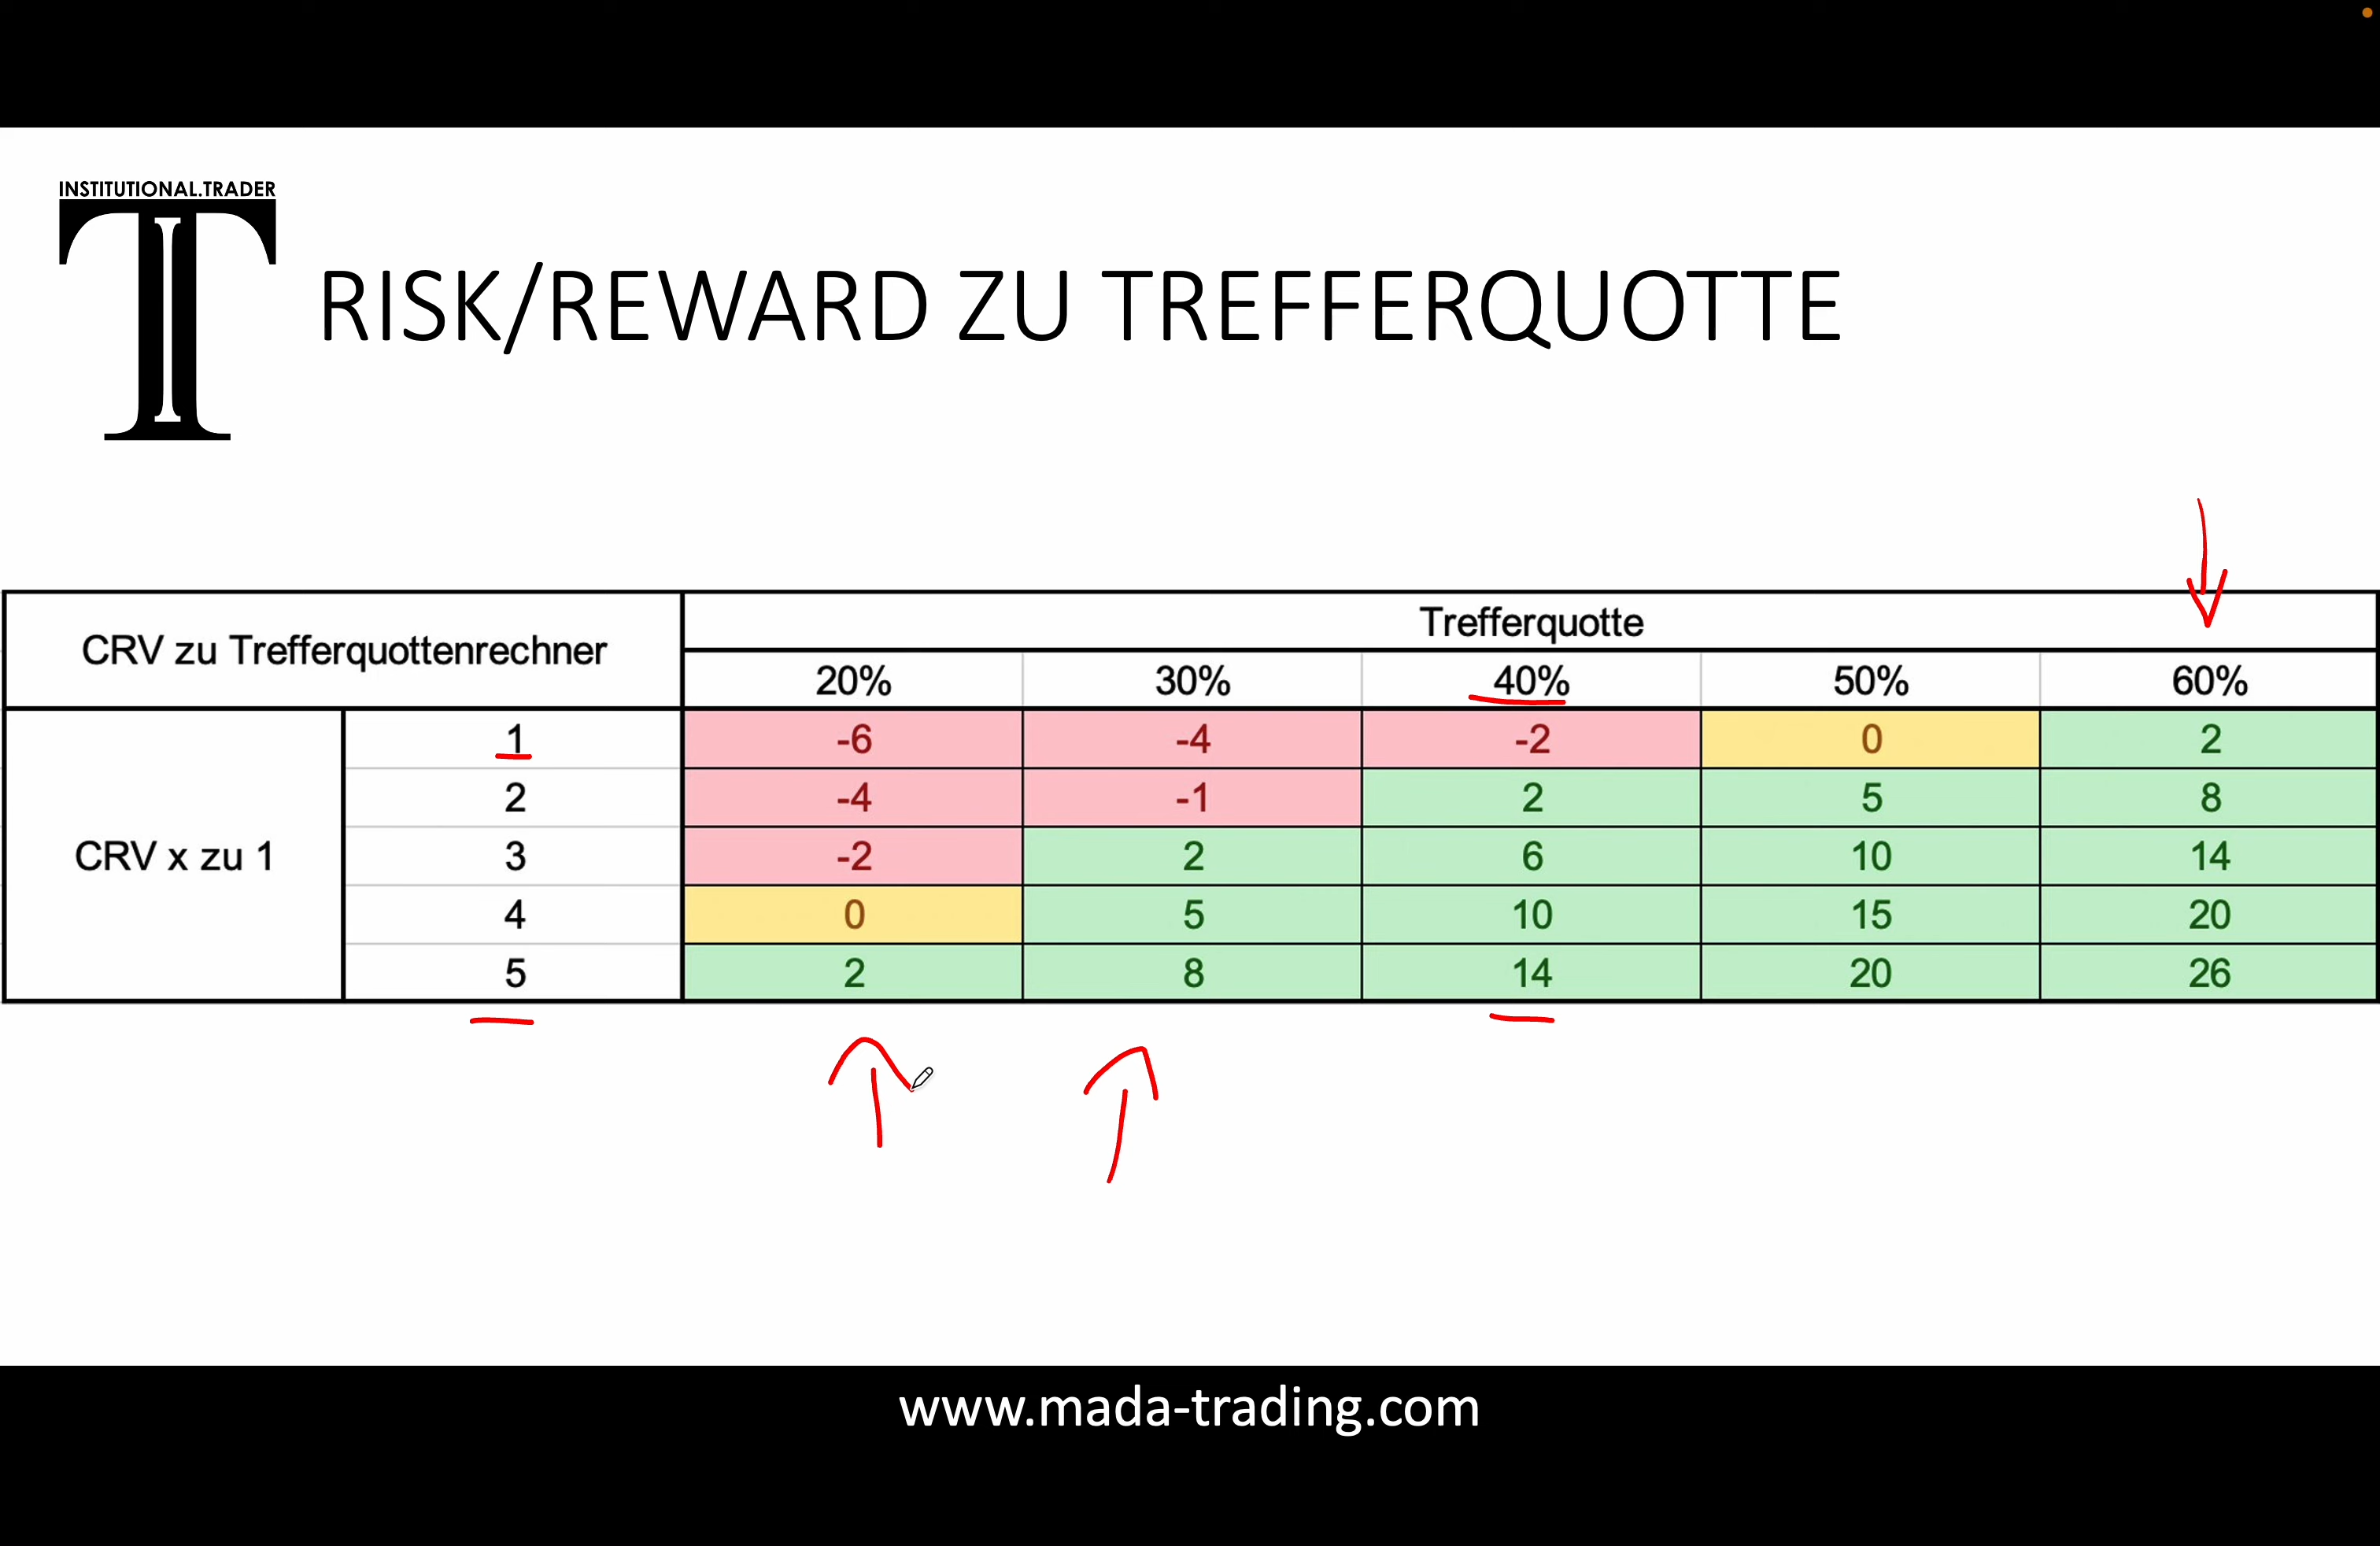 INSTITUTIONAL.TRADER
RISK/REWARD ZU TREFFERQUOTTE
CRV zu Trefferquottenrechner
Trefferquotte
20% 30% 40% 50% 60%
CRV x zu 1
1 -6 -4 -2 0 2
2 -4 -1 2 5 8
3 -2 2 6 10 14
4 0 5 10 15 20
5 2 8 14 20 26
www.mada-trading.com